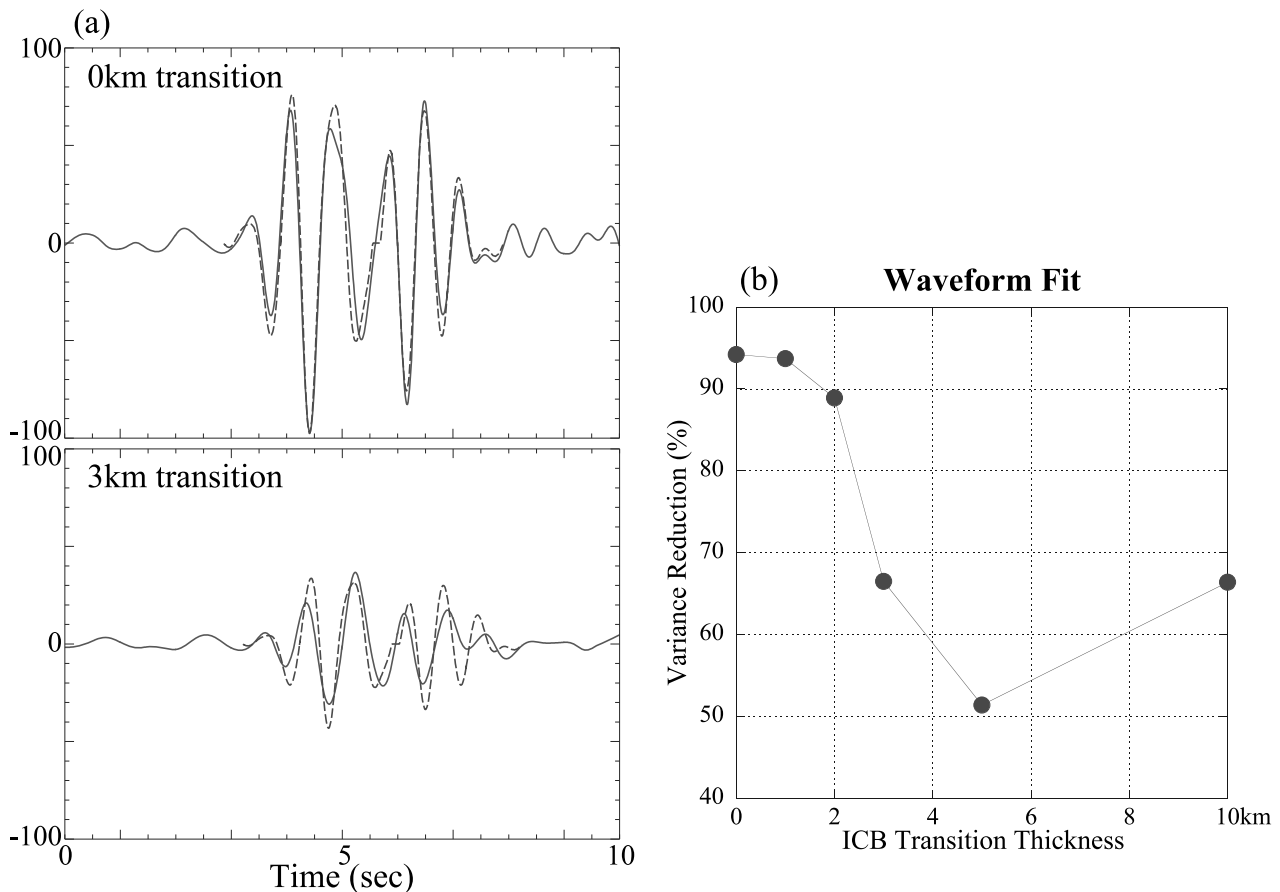 (a)
100
0km transition
0
-100
100
3km transition
0
-100
0 5 10
Time (sec)
(b) Waveform Fit
100
90
80
70
60
50
40
Variance Reduction (%)
0 2 4 6 8 10km
ICB Transition Thickness